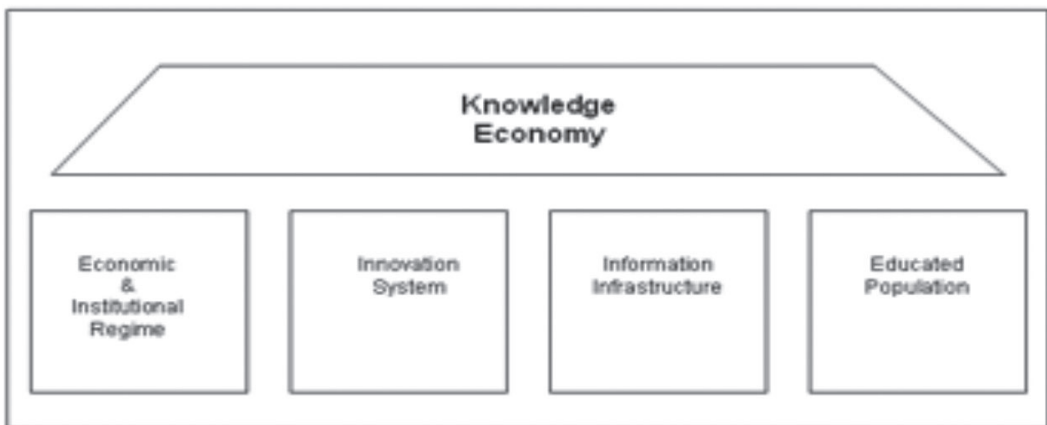 Knowledge
Economy
Economic
&
Institutional
Regime
Innovation
System
Information
Infrastructure
Educated
Population